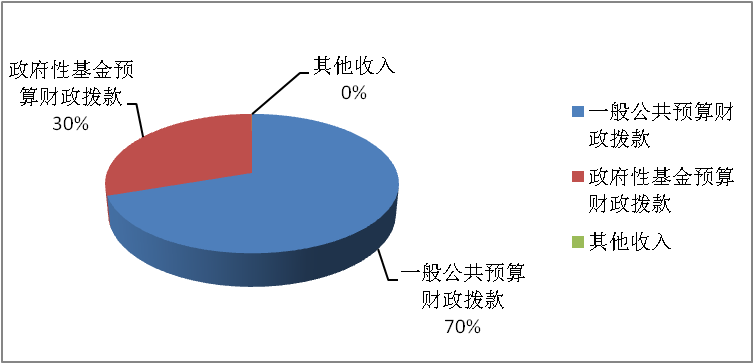 政府性基金预
算财政拨款
30%
其他收入
0%
一般公共预算
财政拨款
70%
一般公共预算财
政拨款
政府性基金预算
财政拨款
其他收入